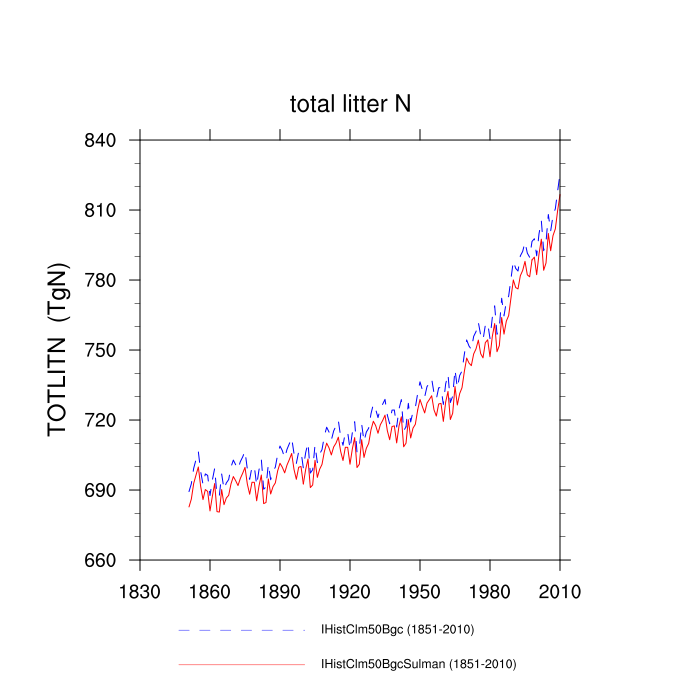 total litter N
TOTLITN (TgN)
840
810
780
750
720
690
660
1830 1860 1890 1920 1950 1980 2010
IHistClm50Bgc (1851-2010)
IHistClm50BgcSulman (1851-2010)